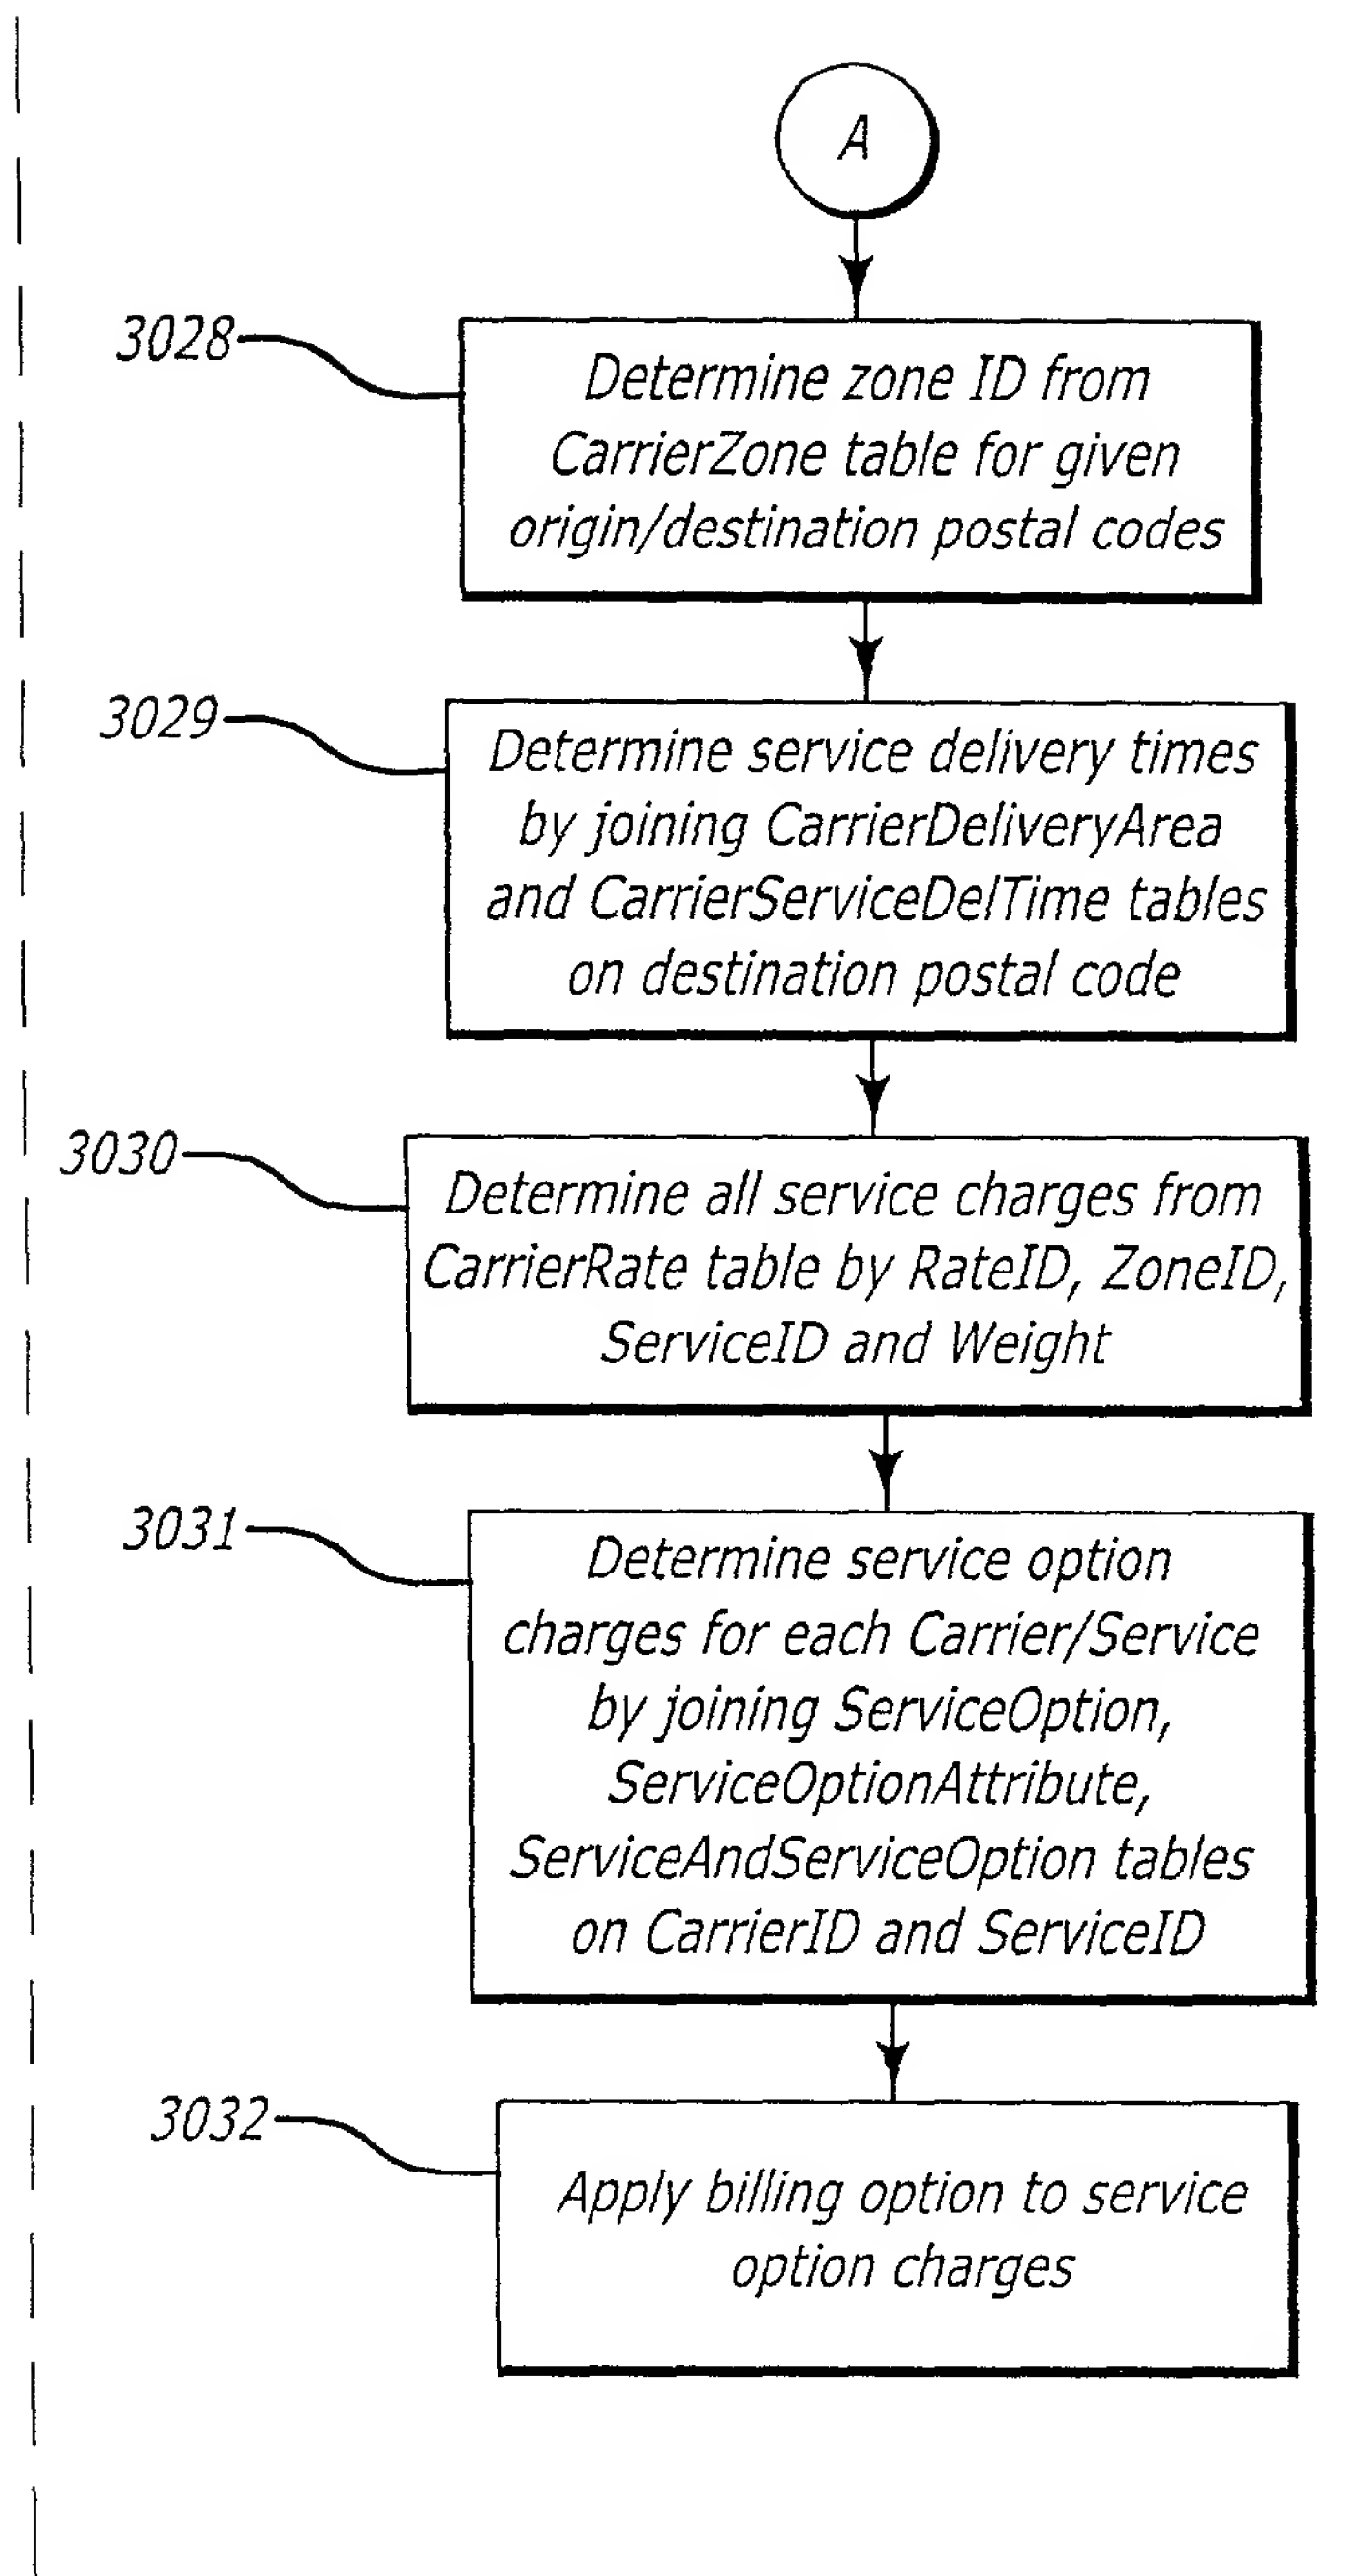 A
3028
Determine zone ID from
CarrierZone table for given
origin/destination postal codes
3029
Determine service delivery times
by joining CarrierDeliveryArea
and CarrierServiceDelTime tables
on destination postal code
3030
Determine all service charges from
CarrierRate table by RateID, ZoneID,
ServiceID and Weight
3031
Determine service option
charges for each Carrier/Service
by joining ServiceOption,
ServiceOptionAttribute,
ServiceAndServiceOption tables
on CarrierID and ServiceID
3032
Apply billing option to service
option charges